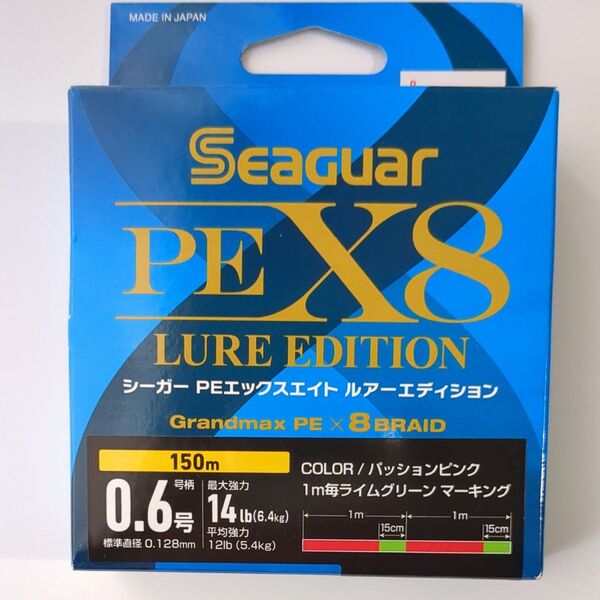 MADE IN JAPAN
Seaguar
PE X8
LURE EDITION
シーガー PEエックスエイト ルアーエディション
Grandmax PE × 8 BRAID
150m
号柄
0.6号
標準直径 0.128mm
最大強力
14lb(6.4kg)
平均強力
12lb (5.4kg)
COLOR / パッションピンク
1m毎ライムグリーン マーキング
1m 1m
15cm 15cm